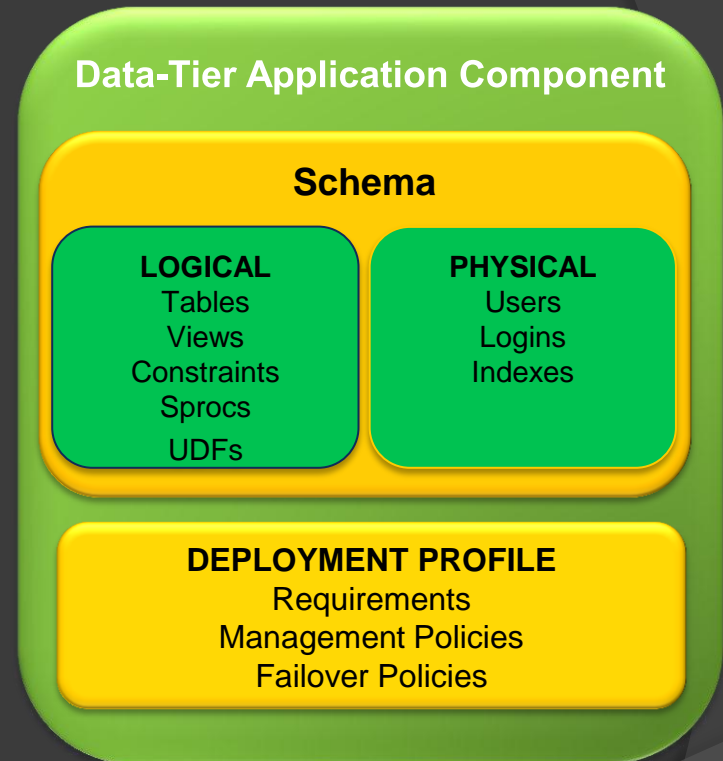 Data-Tier Application Component
Schema
LOGICAL
Tables
Views
Constraints
Sprocs
UDFs
PHYSICAL
Users
Logins
Indexes
DEPLOYMENT PROFILE
Requirements
Management Policies
Failover Policies